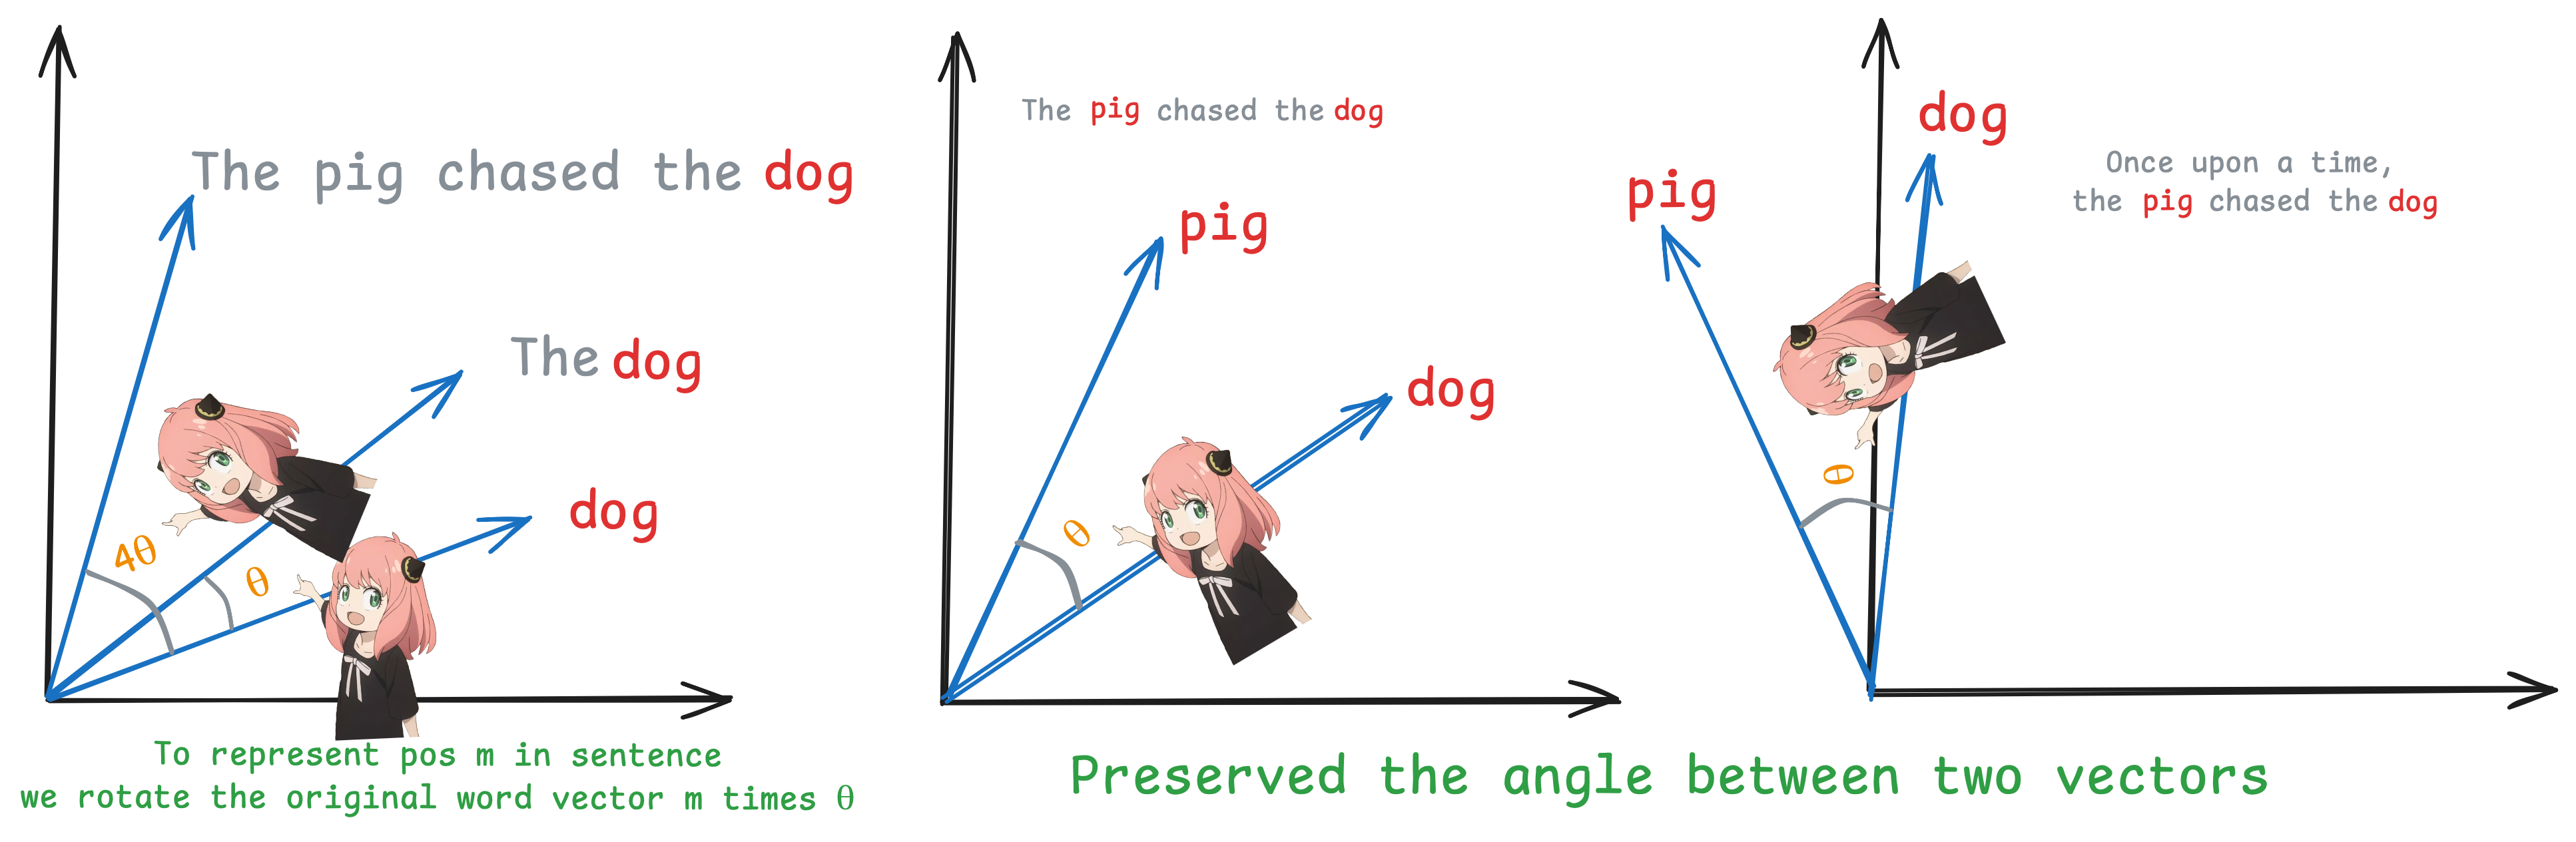 The pig chased the dog
The dog
dog
4θ
θ
To represent pos m in sentence
we rotate the original word vector m times θ
The pig chased the dog
pig
dog
θ
dog
pig
Once upon a time,
the pig chased the dog
θ
Preserved the angle between two vectors